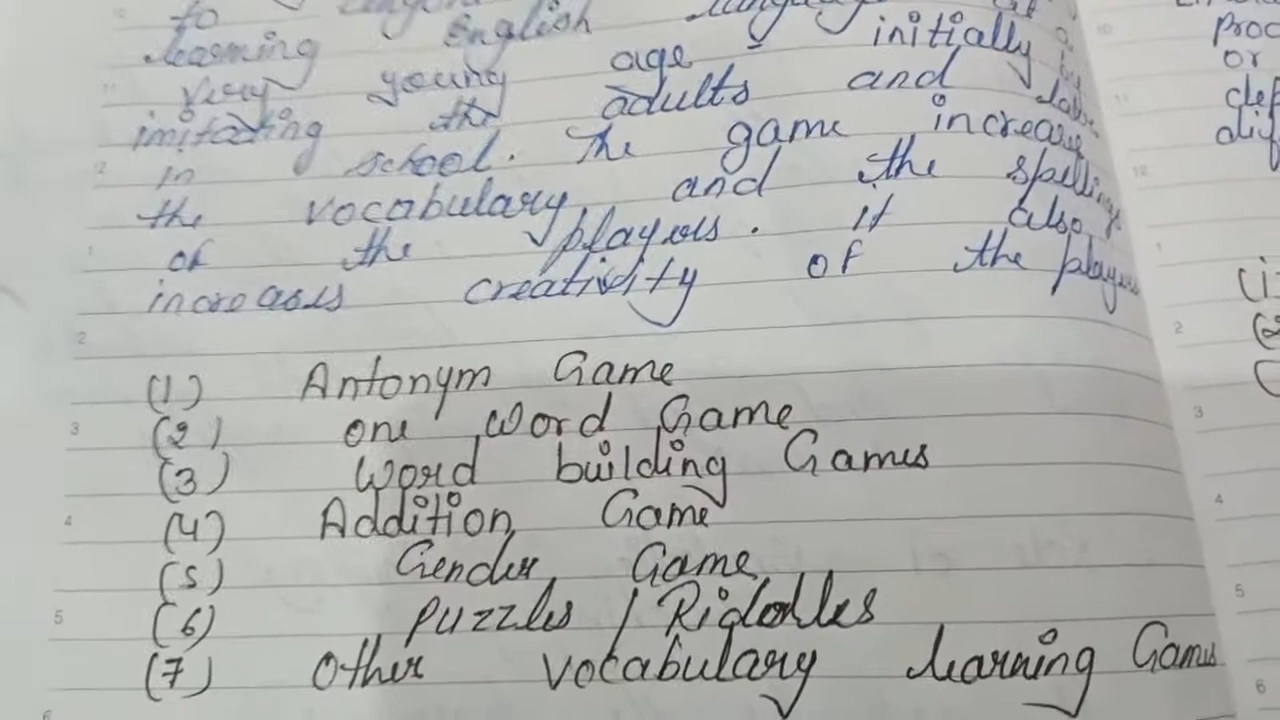 to language
learning English
very young age initially
imitating the adults and
in school. The game increases
the vocabulary and the spellings
of the players. It also
increases creativity of the players
(1) Antonym Game
(2) one word Game
(3) Word building Games
(4) Addition Game
(5) Gender Game
(6) puzzles / Riddles
(7) Other vocabulary learning Games